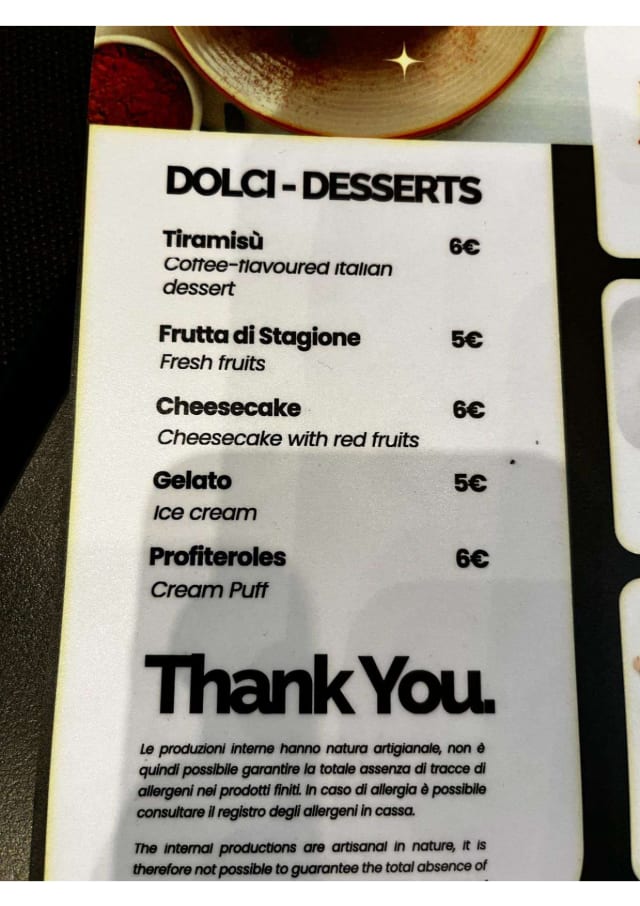 DOLCI - DESSERTS
Tiramisù 6€
Coffee-flavoured Italian
dessert
Frutta di Stagione 5€
Fresh fruits
Cheesecake 6€
Cheesecake with red fruits
Gelato 5€
Ice cream
Profiteroles 6€
Cream Puff
Thank You.
Le produzioni interne hanno natura artigianale, non è
quindi possibile garantire la totale assenza di tracce di
allergeni nei prodotti finiti. In caso di allergia è possibile
consultare il registro degli allergeni in cassa.
The internal productions are artisanal in nature, it is
therefore not possible to guarantee the total absence of